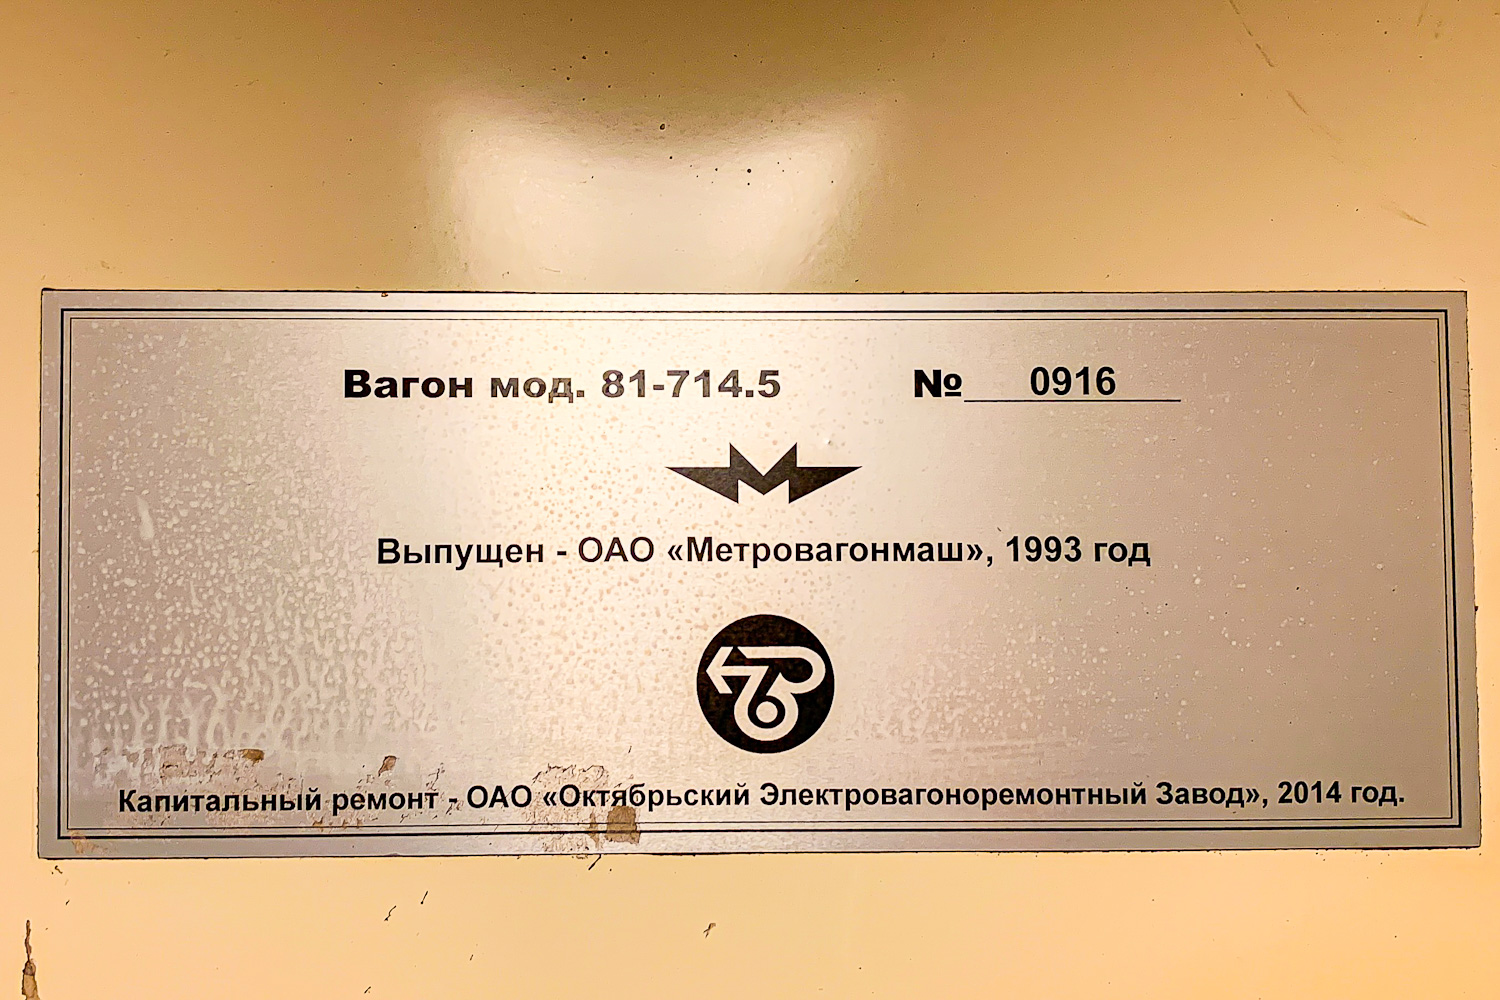 Вагон мод. 81-714.5 № 0916
Выпущен - ОАО «Метровагонмаш», 1993 год
Капитальный ремонт - ОАО «Октябрьский Электровагоноремонтный Завод», 2014 год.